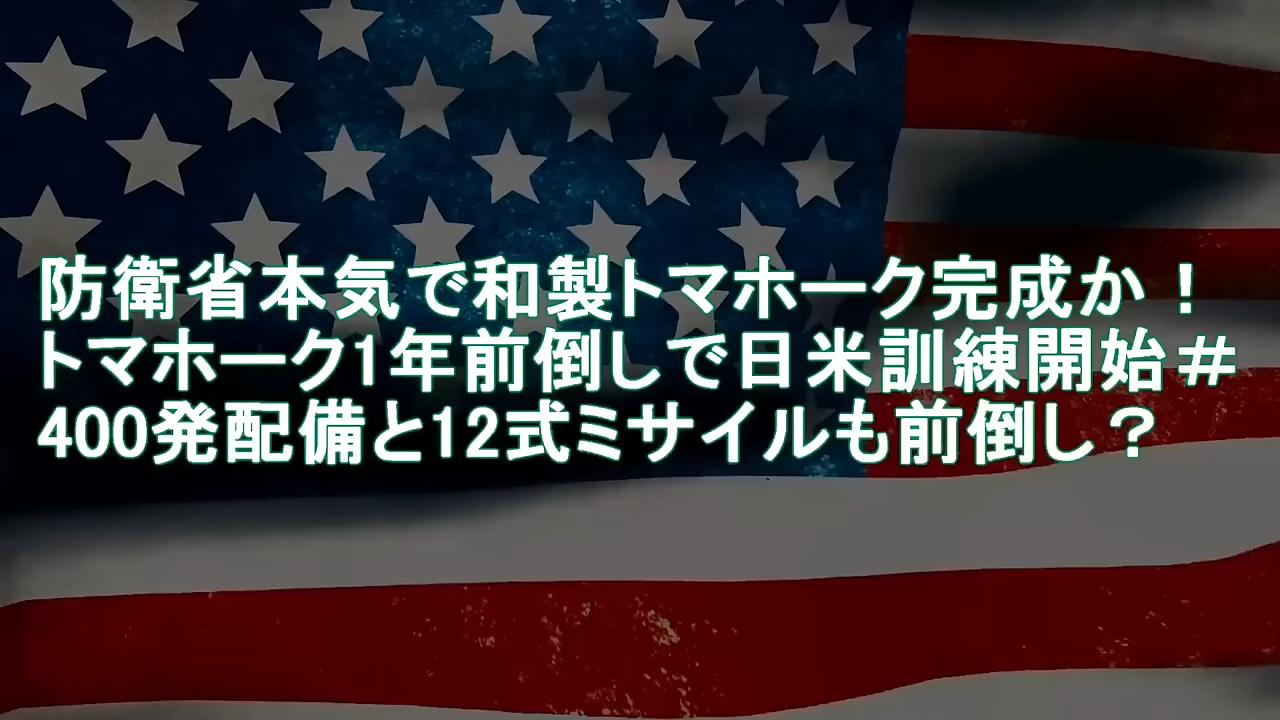 防衛省本気で和製トマホーク完成か！
トマホーク1年前倒しで日米訓練開始＃
400発配備と12式ミサイルも前倒し？